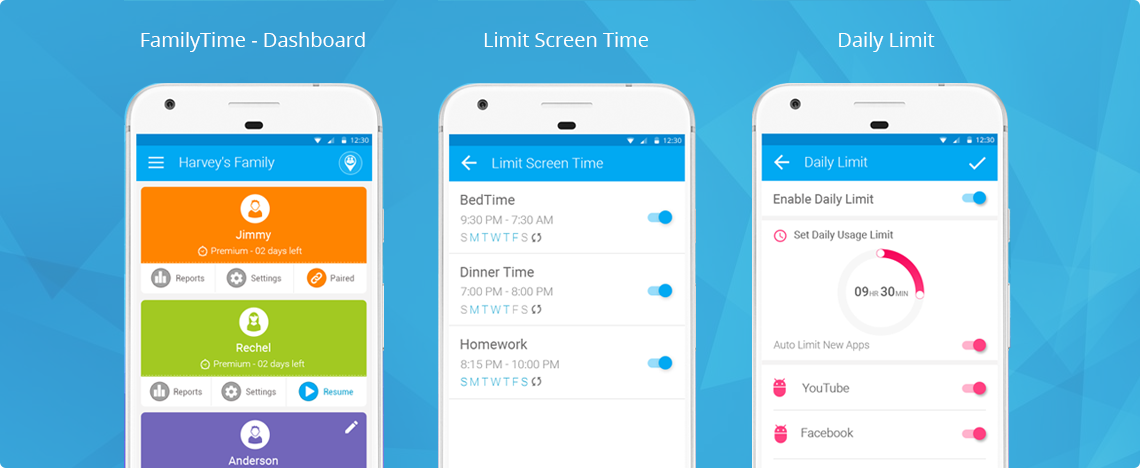 FamilyTime - Dashboard
12:30
Harvey's Family
Jimmy
Premium - 02 days left
Reports
Settings
Paired
Rechel
Premium - 02 days left
Reports
Settings
Resume
Anderson
Limit Screen Time
12:30
Limit Screen Time
BedTime
9:30 PM - 7:30 AM
SMTWTFS
Dinner Time
7:00 PM - 8:00 PM
SMTWTFS
Homework
8:15 PM - 10:00 PM
SMTWTFS
Daily Limit
12:30
Daily Limit
Enable Daily Limit
Set Daily Usage Limit
09HR 30MIN
Auto Limit New Apps
YouTube
Facebook